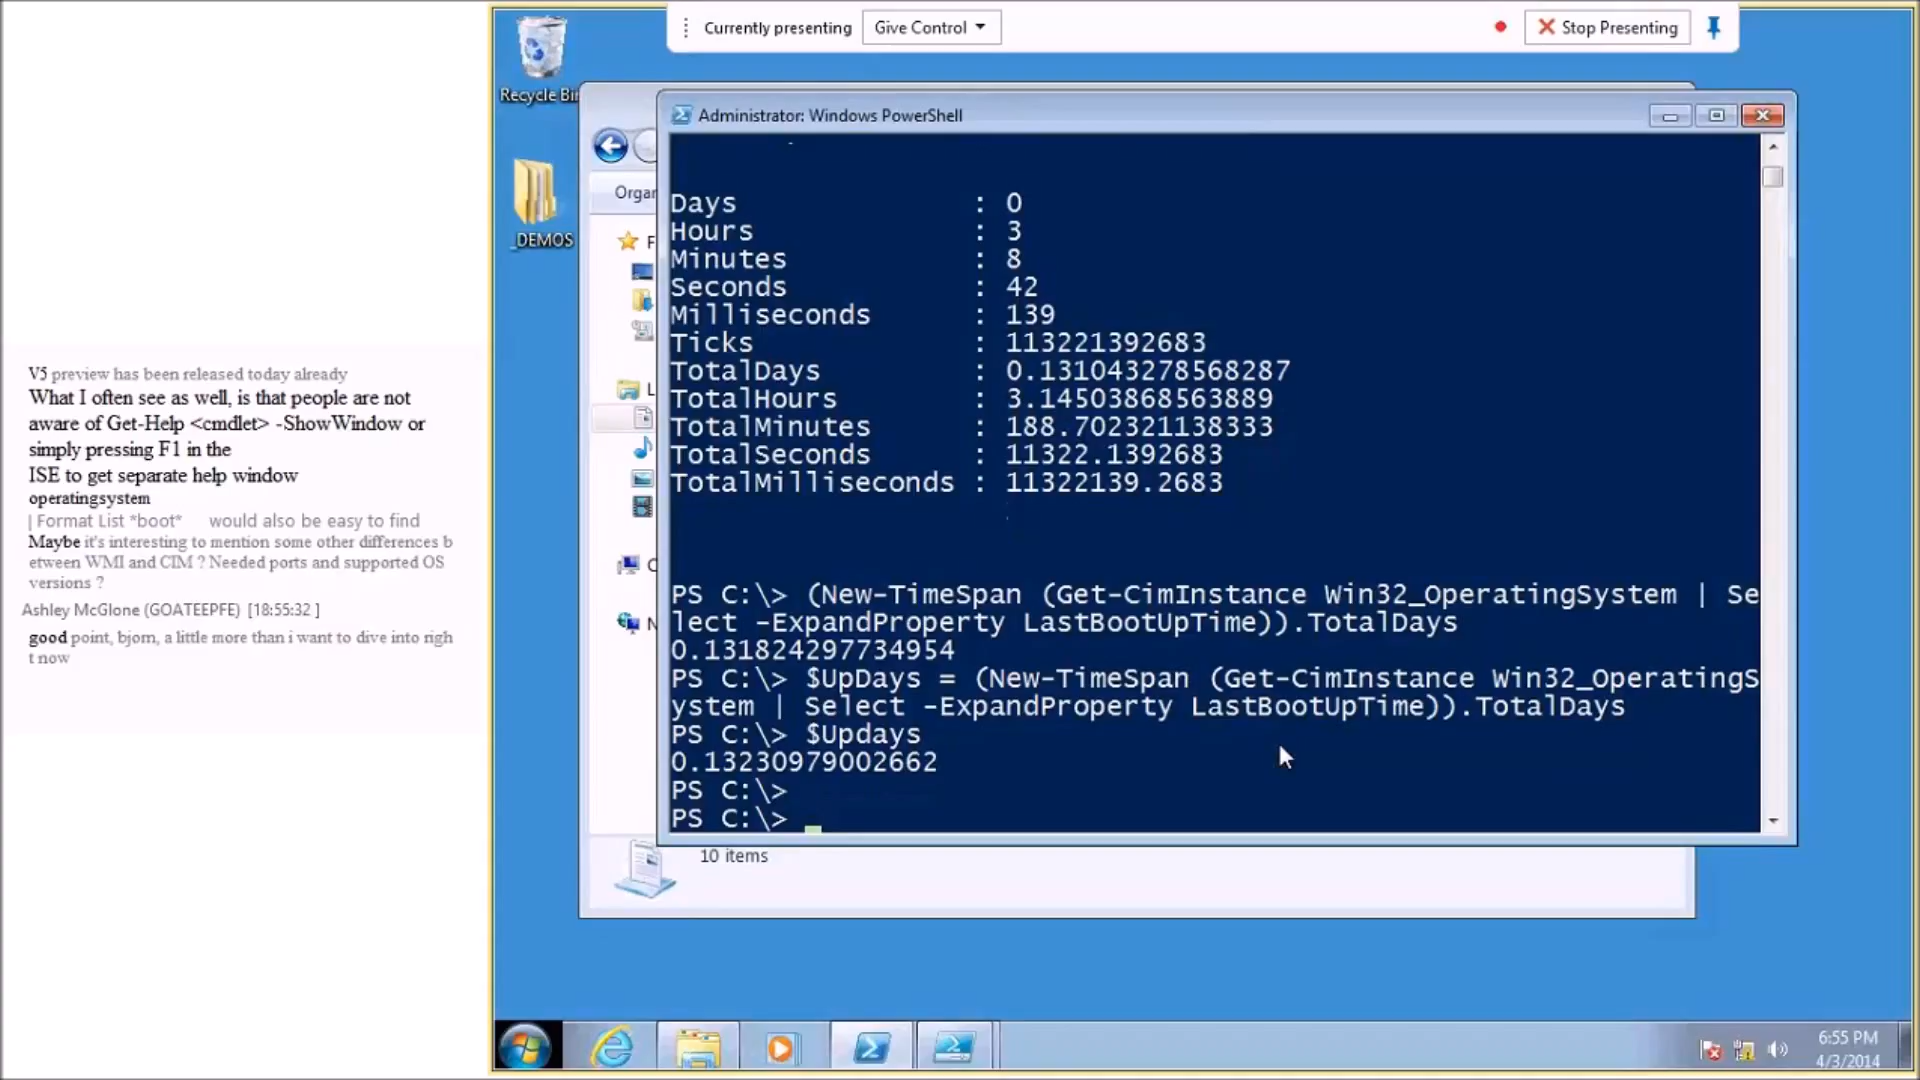 V5 preview has been released today already
What I often see as well, is that people are not
aware of Get-Help <cmdlet> -ShowWindow or
simply pressing F1 in the
ISE to get separate help window
operatingsystem
| Format List *boot* would also be easy to find
Maybe it's interesting to mention some other differences b
etween WMI and CIM ? Needed ports and supported OS
versions ?
Ashley McGlone (GOATEEPFE) [18:55:32 ]
good point, bjorn, a little more than i want to dive into righ
t now
Currently presenting
Give Control
Stop Presenting
Recycle Bin
_DEMOS
Organ
F
L
C
N
Administrator: Windows PowerShell
Days : 0
Hours : 3
Minutes : 8
Seconds : 42
Milliseconds : 139
Ticks : 113221392683
TotalDays : 0.131043278568287
TotalHours : 3.14503868563889
TotalMinutes : 188.702321138333
TotalSeconds : 11322.1392683
TotalMilliseconds : 11322139.2683
PS C:\> (New-TimeSpan (Get-CimInstance Win32_OperatingSystem | Se
lect -ExpandProperty LastBootUpTime)).TotalDays
0.131824297734954
PS C:\> $UpDays = (New-TimeSpan (Get-CimInstance Win32_OperatingS
ystem | Select -ExpandProperty LastBootUpTime)).TotalDays
PS C:\> $Updays
0.13230979002662
PS C:\>
PS C:\>
10 items
6:55 PM
4/3/2014